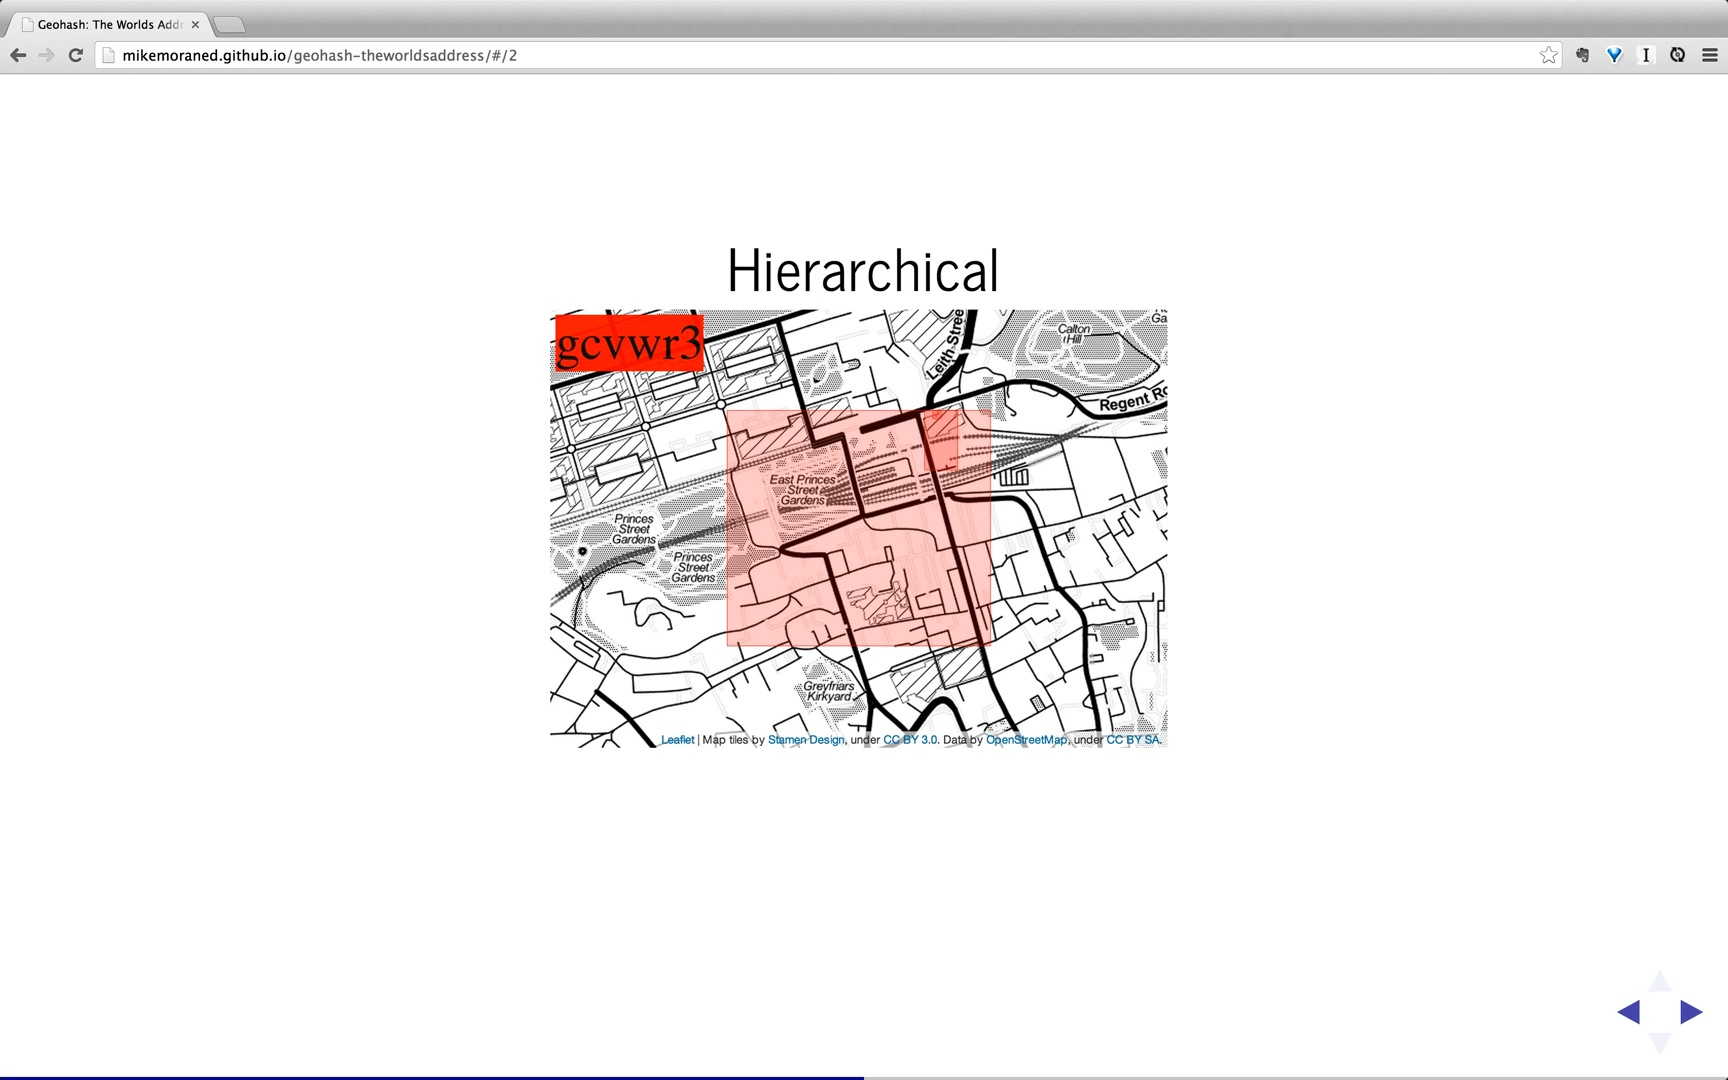 Geohash: The Worlds Addr
mikemoraned.github.io/geohash-theworldsaddress/#/2
Hierarchical
gcvwr3
Leith Stree
Calton
Hill
Ga
Regent Ro
East Princes
Street
Gardens
Princes
Street
Gardens
Princes
Street
Gardens
Greyfriars
Kirkyard
Leaflet | Map tiles by Stamen Design, under CC BY 3.0. Data by OpenStreetMap, under CC BY SA.